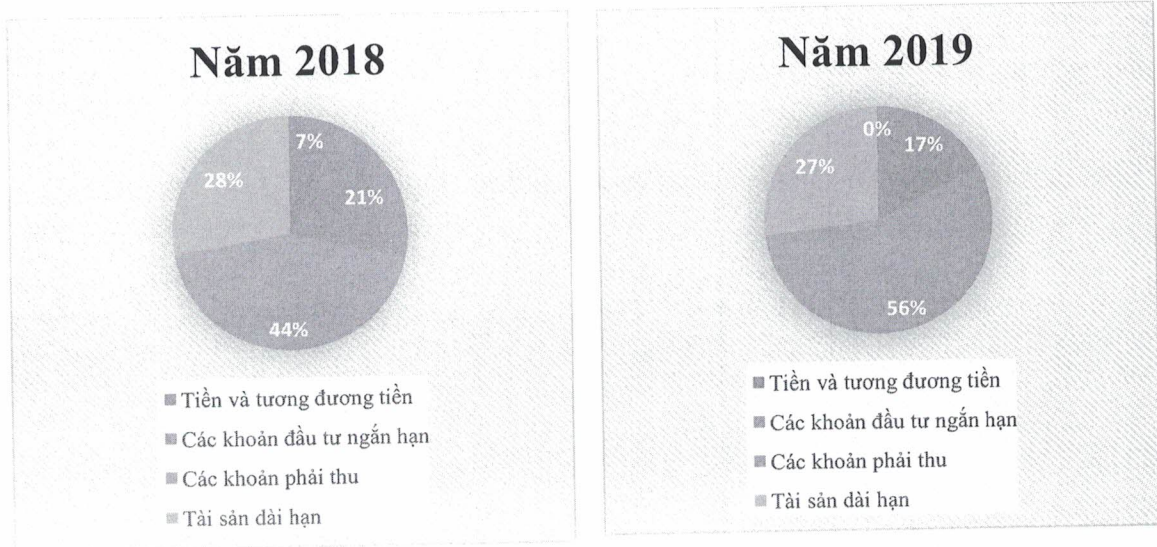 Năm 2018
7%
21%
44%
28%
Tiền và tương đương tiền
Các khoản đầu tư ngắn hạn
Các khoản phải thu
Tài sản dài hạn
Năm 2019
0%
17%
56%
27%
Tiền và tương đương tiền
Các khoản đầu tư ngắn hạn
Các khoản phải thu
Tài sản dài hạn